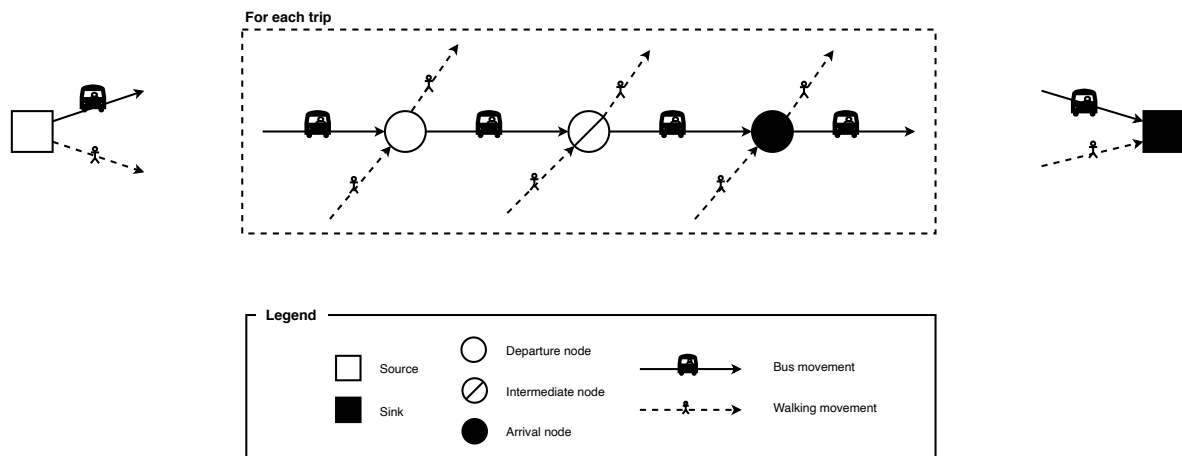 For each trip
Legend
Source
Sink
Departure node
Intermediate node
Arrival node
Bus movement
Walking movement